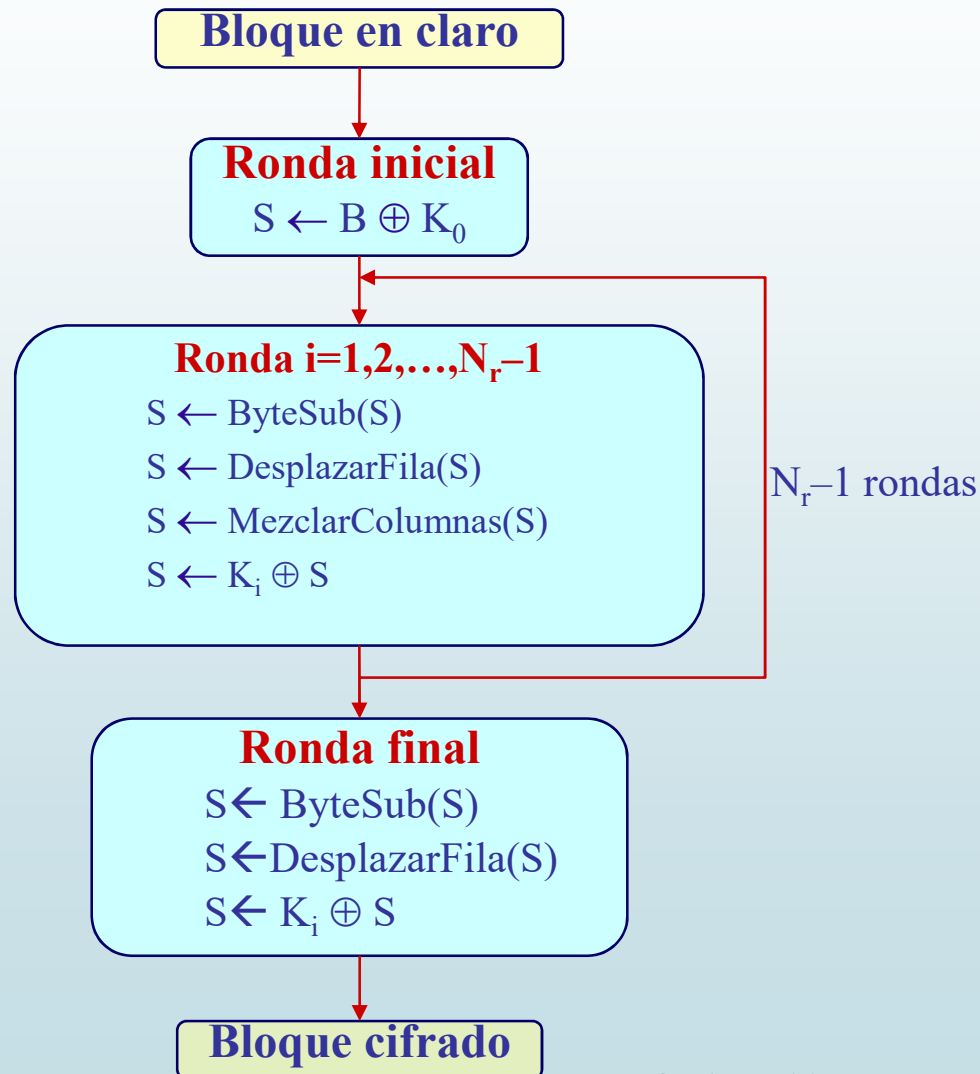 Bloque en claro
Ronda inicial
S ← B ⊕ K₀
Ronda i=1,2,…,Nᵣ–1
S ← ByteSub(S)
S ← DesplazarFila(S)
S ← MezclarColumnas(S)
S ← Kᵢ ⊕ S
Nᵣ–1 rondas
Ronda final
S← ByteSub(S)
S←DesplazarFila(S)
S← Kᵢ ⊕ S
Bloque cifrado